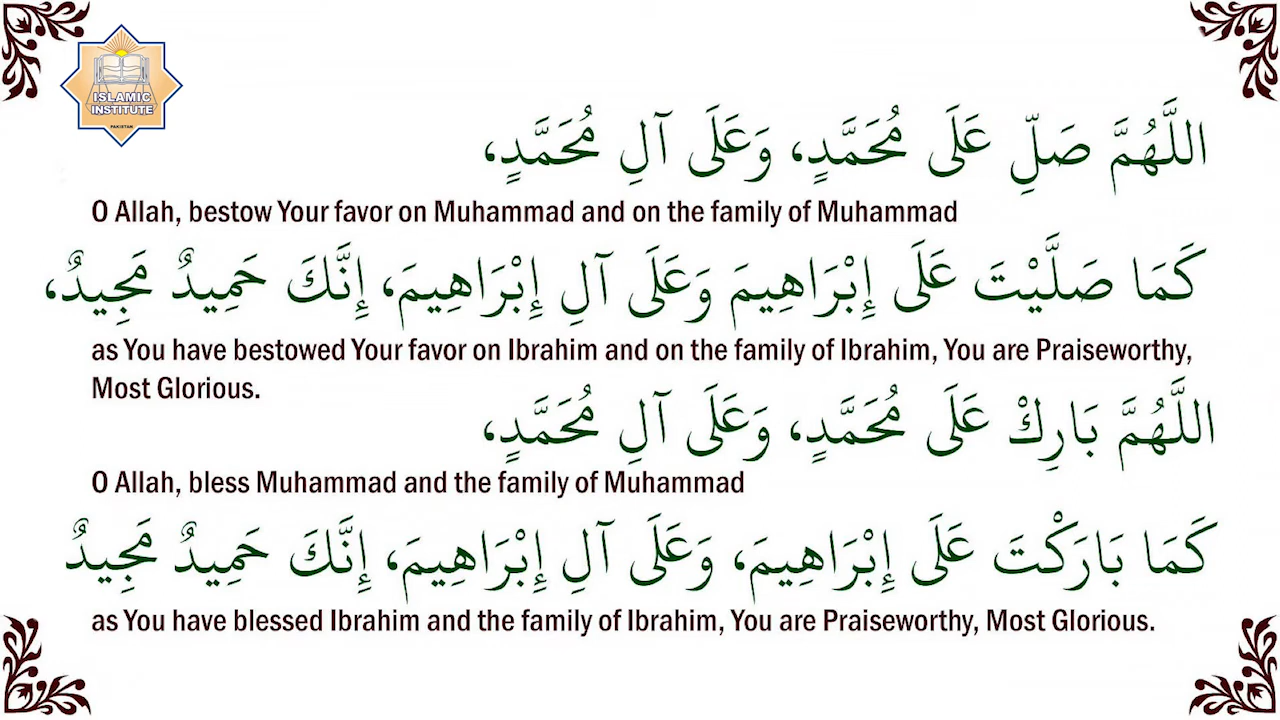 ISLAMIC
INSTITUTE
PAKISTAN
اللَّهُمَّ صَلِّ عَلَى مُحَمَّدٍ، وَعَلَى آلِ مُحَمَّدٍ،
O Allah, bestow Your favor on Muhammad and on the family of Muhammad
كَمَا صَلَّيْتَ عَلَى إِبْرَاهِيمَ وَعَلَى آلِ إِبْرَاهِيمَ، إِنَّكَ حَمِيدٌ مَجِيدٌ،
as You have bestowed Your favor on Ibrahim and on the family of Ibrahim, You are Praiseworthy,
Most Glorious.
اللَّهُمَّ بَارِكْ عَلَى مُحَمَّدٍ، وَعَلَى آلِ مُحَمَّدٍ،
O Allah, bless Muhammad and the family of Muhammad
كَمَا بَارَكْتَ عَلَى إِبْرَاهِيمَ، وَعَلَى آلِ إِبْرَاهِيمَ، إِنَّكَ حَمِيدٌ مَجِيدٌ
as You have blessed Ibrahim and the family of Ibrahim, You are Praiseworthy, Most Glorious.